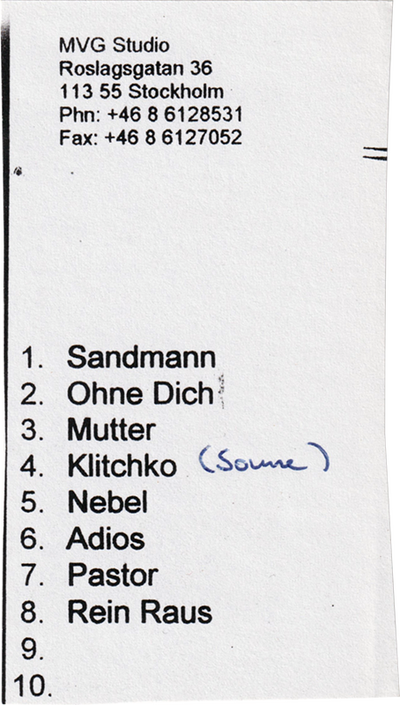 MVG Studio
Roslagsgatan 36
113 55 Stockholm
Phn: +46 8 6128531
Fax: +46 8 6127052
1. Sandmann
2. Ohne Dich
3. Mutter
4. Klitchko (Sonne)
5. Nebel
6. Adios
7. Pastor
8. Rein Raus
9.
10.